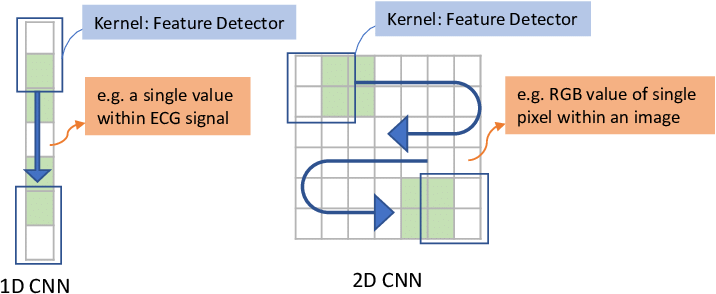 Kernel: Feature Detector
e.g. a single value
within ECG signal
1D CNN
Kernel: Feature Detector
e.g. RGB value of single
pixel within an image
2D CNN